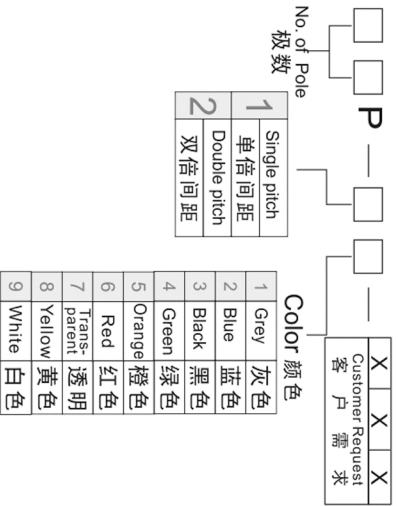 P — — X X X
Customer Request
客户需求
No. of Pole
极数
1 Single pitch
单倍间距
2 Double pitch
双倍间距
Color 颜色
1 Grey 灰色
2 Blue 蓝色
3 Black 黑色
4 Green 绿色
5 Orange 橙色
6 Red 红色
7 Trans-
parent 透明
8 Yellow 黄色
9 White 白色